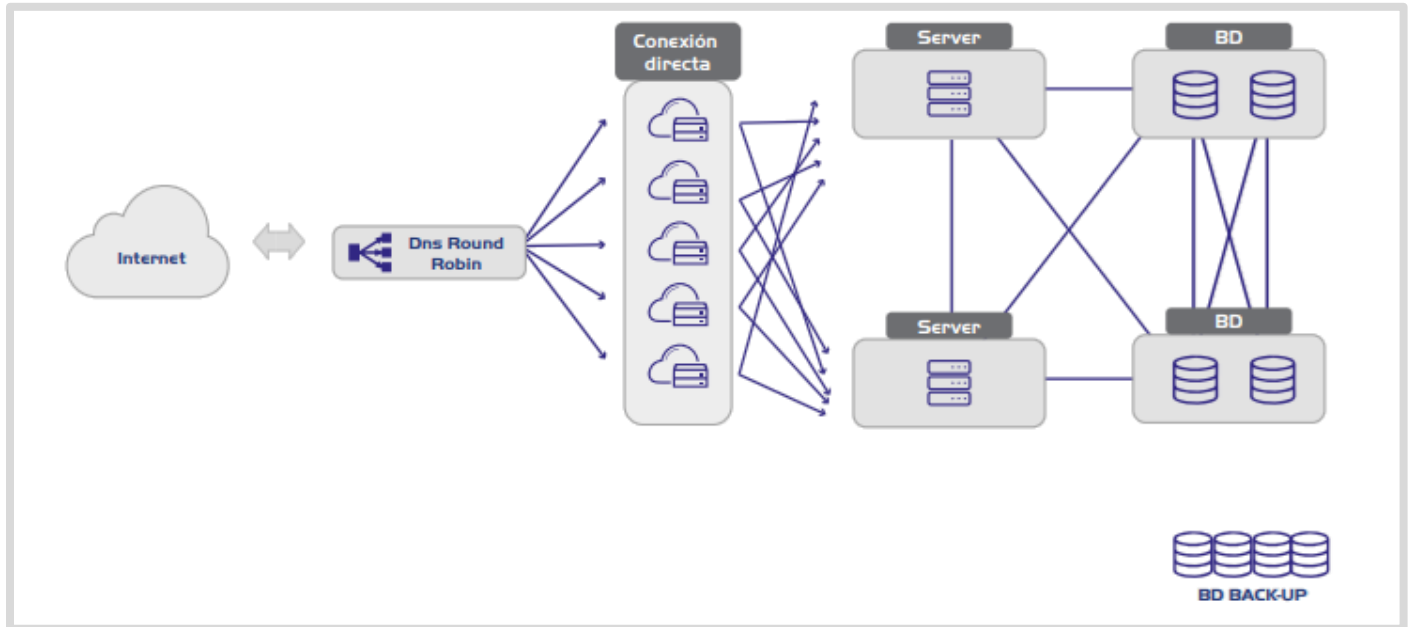 Conexión
directa
Server
BD
Internet
Dns Round
Robin
Server
BD
BD BACK-UP